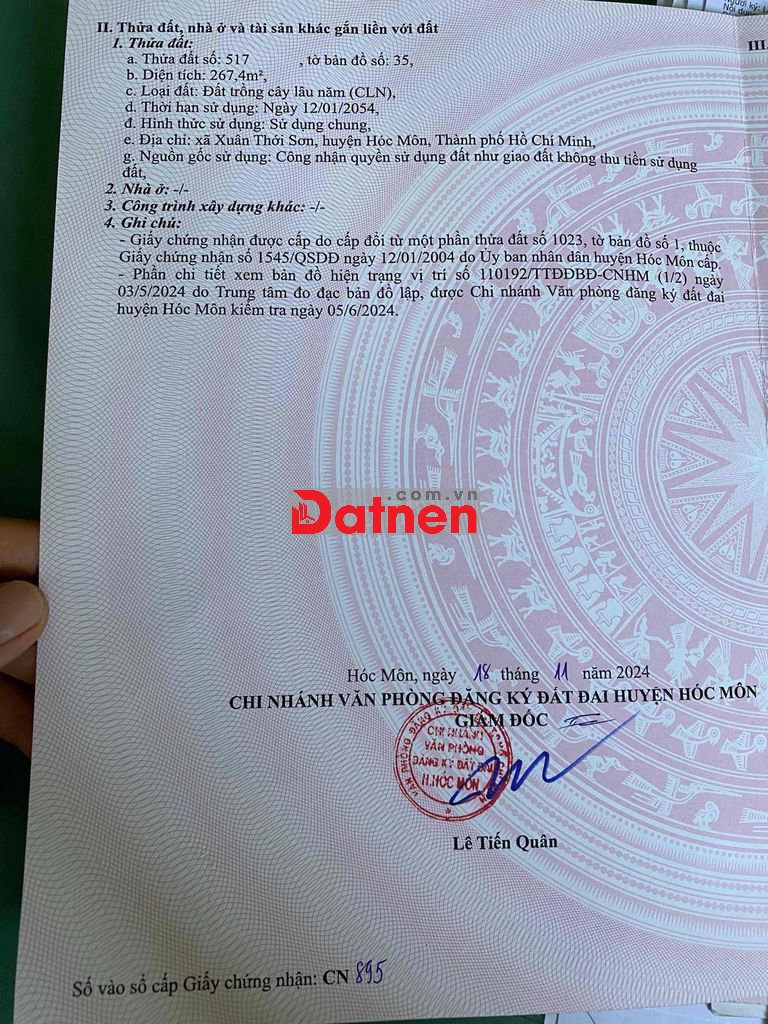 II. Thửa đất, nhà ở và tài sản khác gắn liền với đất
III.
1. Thửa đất:
a. Thửa đất số: 517 , tờ bản đồ số: 35,
b. Diện tích: 267,4m²,
c. Loại đất: Đất trồng cây lâu năm (CLN),
d. Thời hạn sử dụng: Ngày 12/01/2054,
đ. Hình thức sử dụng: Sử dụng chung,
e. Địa chỉ: xã Xuân Thới Sơn, huyện Hóc Môn, Thành phố Hồ Chí Minh,
g. Nguồn gốc sử dụng: Công nhận quyền sử dụng đất như giao đất không thu tiền sử dụng
đất,
2. Nhà ở: -/-
3. Công trình xây dựng khác: -/-
4. Ghi chú:
- Giấy chứng nhận được cấp do cấp đổi từ một phần thửa đất số 1023, tờ bản đồ số 1, thuộc
Giấy chứng nhận số 1545/QSDĐ ngày 12/01/2004 do Ủy ban nhân dân huyện Hóc Môn cấp.
- Phần chi tiết xem bản đồ hiện trạng vị trí số 110192/TTĐĐBĐ-CNHM (1/2) ngày
03/5/2024 do Trung tâm đo đạc bản đồ lập, được Chi nhánh Văn phòng đăng ký đất đai
huyện Hóc Môn kiểm tra ngày 05/6/2024.
.com.vn
Datnen
Hóc Môn, ngày 18 tháng 11 năm 2024
CHI NHÁNH VĂN PHÒNG ĐĂNG KÝ ĐẤT ĐAI HUYỆN HÓC MÔN
GIÁM ĐỐC
CHI NHÁNH
VĂN PHÒNG
ĐĂNG KÝ ĐẤT ĐAI
H.HÓC MÔN
Lê Tiến Quân
Số vào sổ cấp Giấy chứng nhận: CN 895